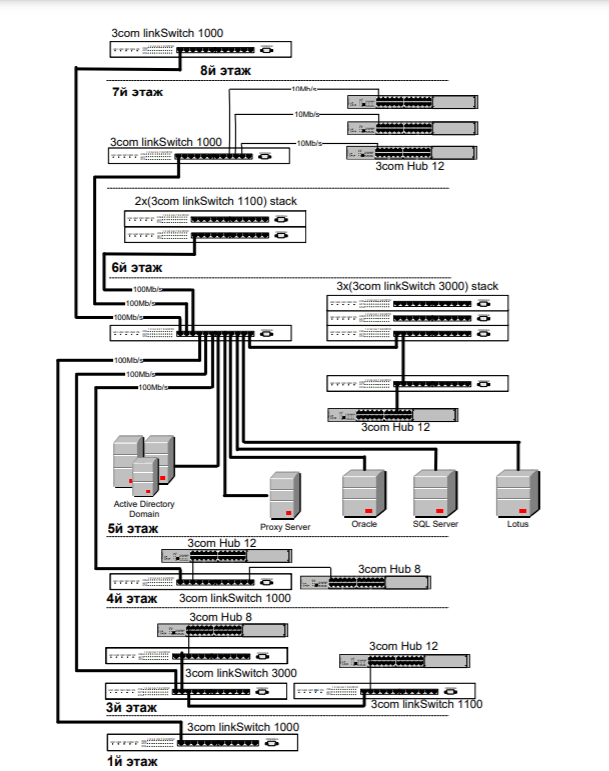 3com linkSwitch 1000
8й этаж
7й этаж
10Mb/s
10Mb/s
3com linkSwitch 1000
10Mb/s
3com Hub 12
2x(3com linkSwitch 1100) stack
6й этаж
3x(3com linkSwitch 3000) stack
100Mb/s
100Mb/s
100Mb/s
100Mb/s
100Mb/s
100Mb/s
3com Hub 12
Active Directory
Domain
Proxy Server
Oracle
SQL Server
Lotus
5й этаж
3com Hub 12
3com Hub 8
4й этаж
3com linkSwitch 1000
3com Hub 8
3com Hub 12
3com linkSwitch 3000
3й этаж
3com linkSwitch 1100
3com linkSwitch 1000
1й этаж